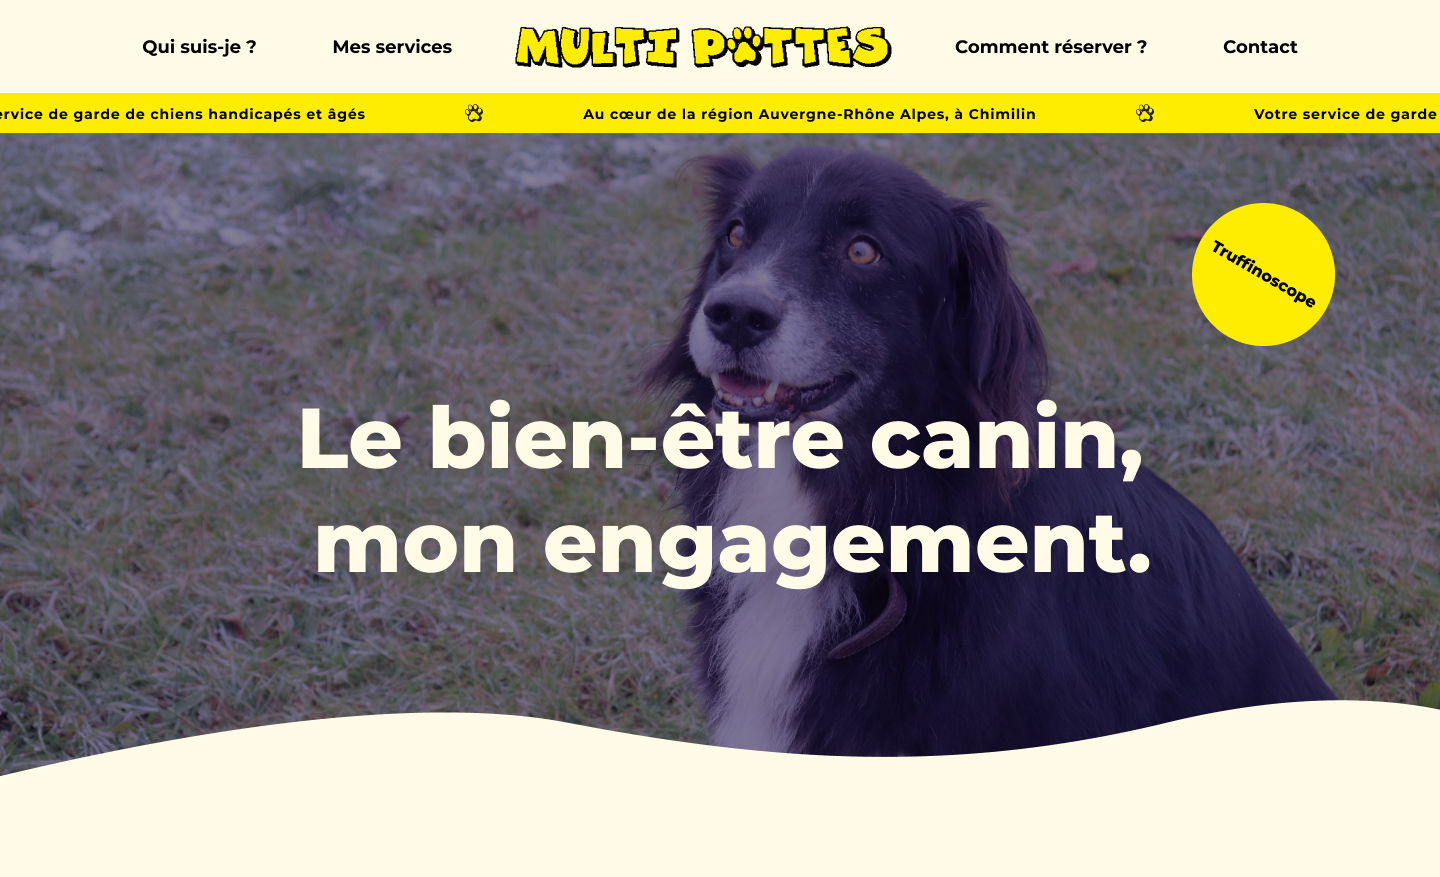 Qui suis-je ?
Mes services
MULTI PATTES
Comment réserver ?
Contact
service de garde de chiens handicapés et âgés
Au cœur de la région Auvergne-Rhône Alpes, à Chimilin
Votre service de garde
Truffinoscope
Le bien-être canin,
mon engagement.